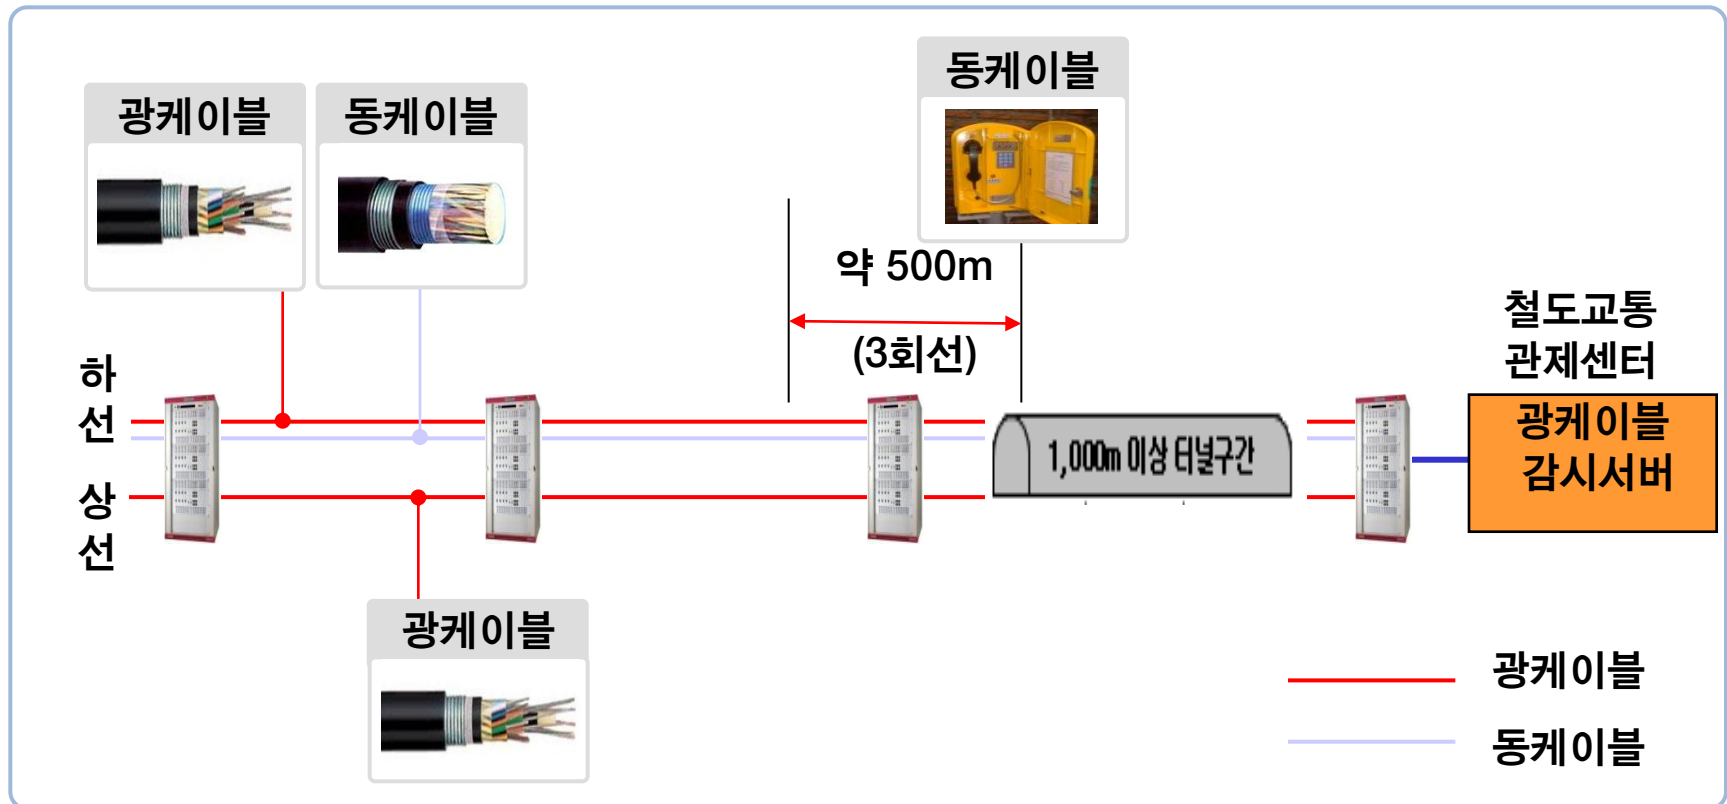 동케이블
광케이블
동케이블
약 500m
(3회선)
철도교통
관제센터
하
선
광케이블
감시서버
1,000m 이상 터널구간
상
선
광케이블
광케이블
동케이블